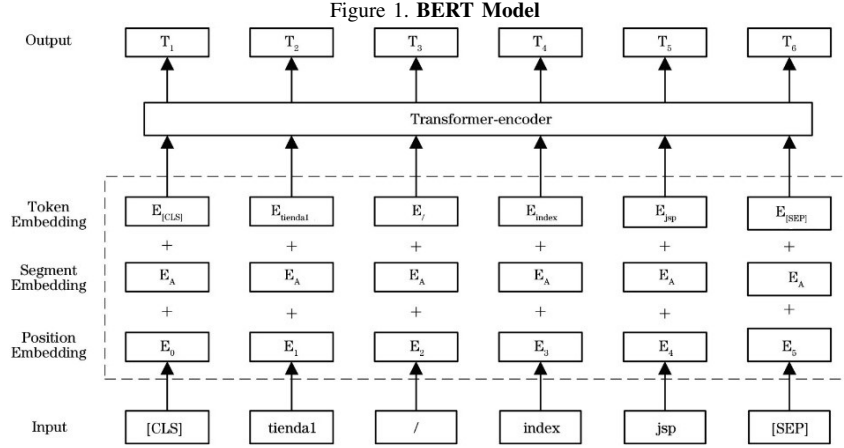 Figure 1. BERT Model
Output T1 T2 T3 T4 T5 T6
Transformer-encoder
Token Embedding E[CLS] Etienda1 E/ Eindex Ejsp E[SEP]
+ + + + + +
Segment Embedding EA EA EA EA EA EA
+ + + + + +
Position Embedding E0 E1 E2 E3 E4 E5
Input [CLS] tienda1 / index jsp [SEP]